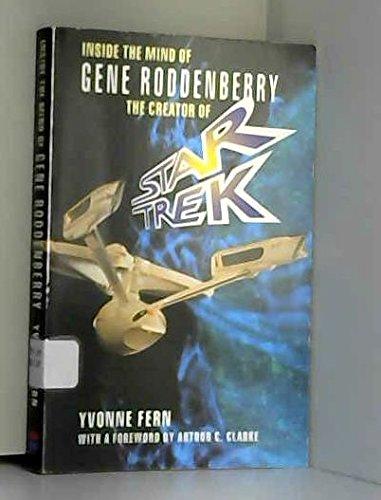 INSIDE THE MIND OF
GENE RODDENBERRY
THE CREATOR OF
STAR
TREK
YVONNE FERN
WITH A FOREWORD BY ARTHUR C. CLARKE
INSIDE THE MIND OF GENE RODDENBERRY